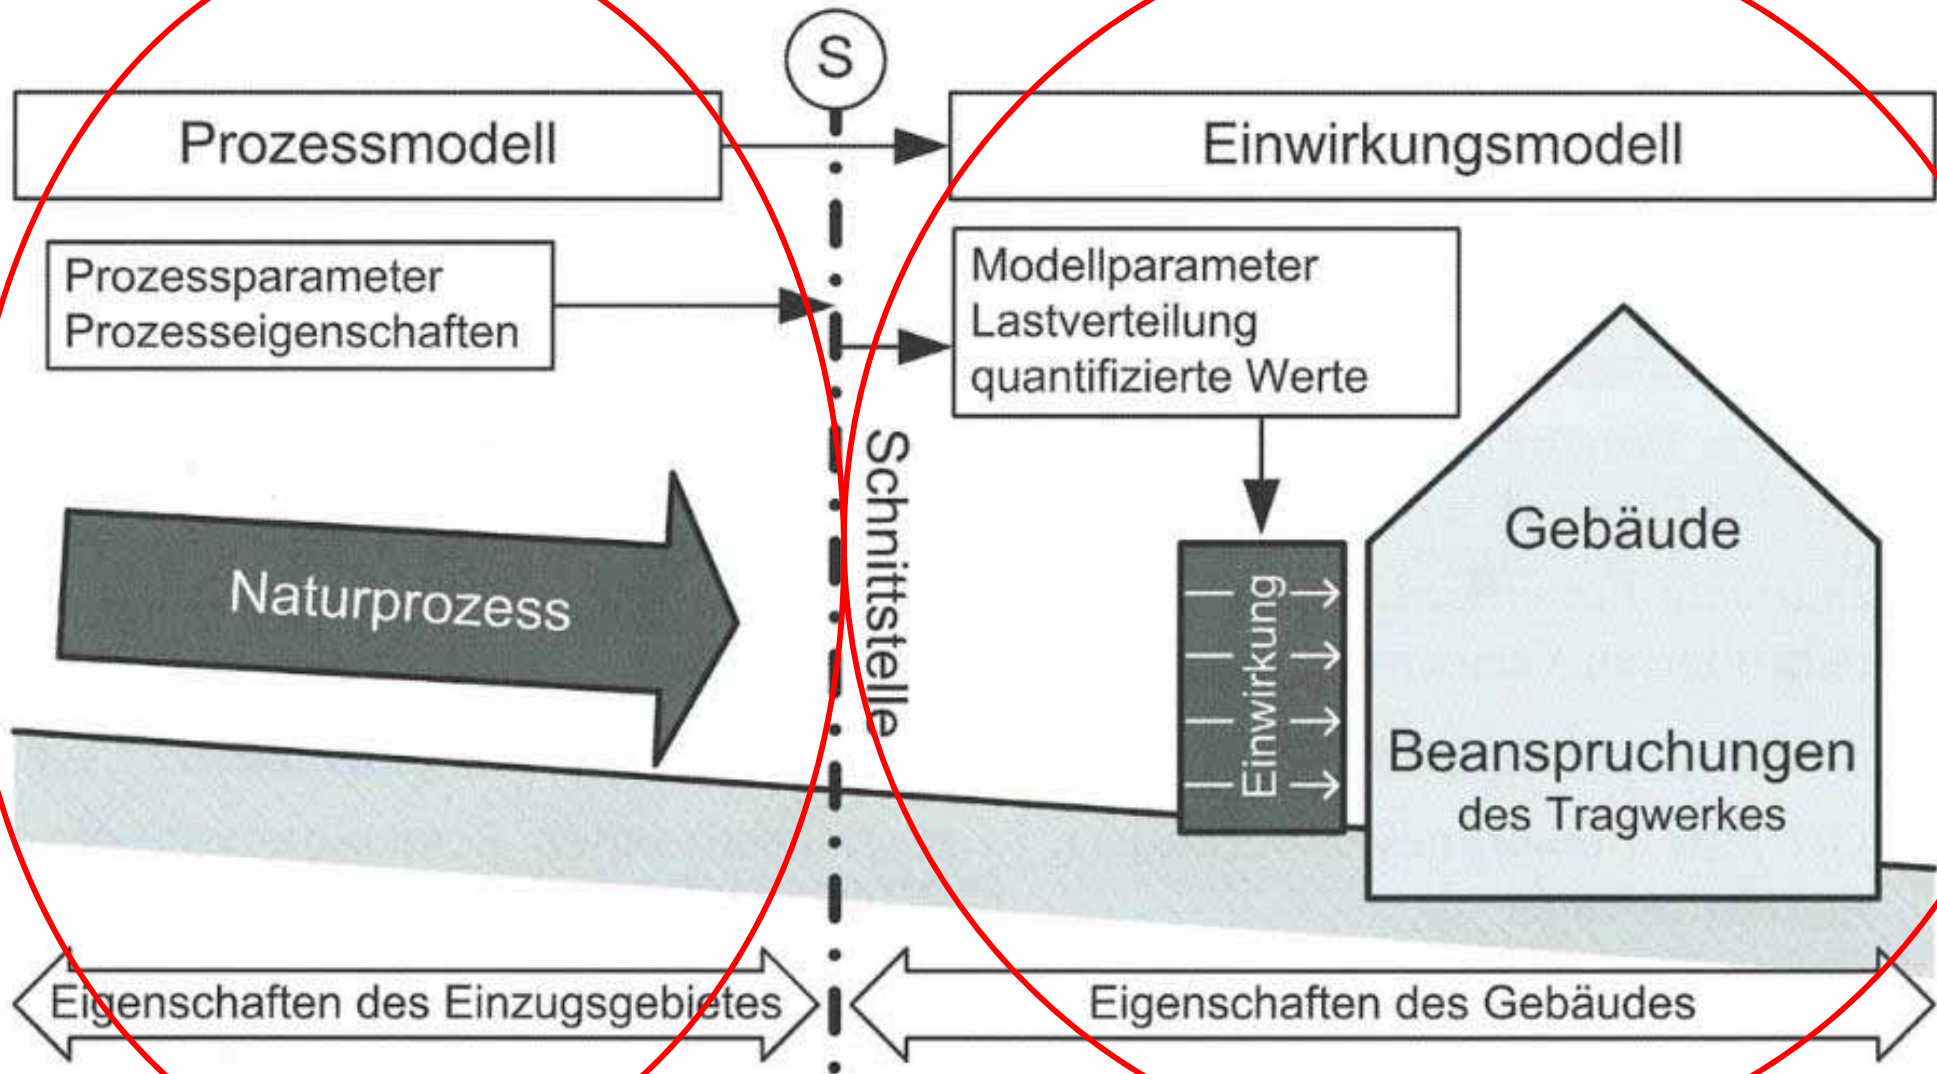 S
Prozessmodell
Einwirkungsmodell
Prozessparameter
Prozesseigenschaften
Modellparameter
Lastverteilung
quantifizierte Werte
Schnittstelle
Naturprozess
Einwirkung
Gebäude
Beanspruchungen
des Tragwerkes
Eigenschaften des Einzugsgebietes
Eigenschaften des Gebäudes